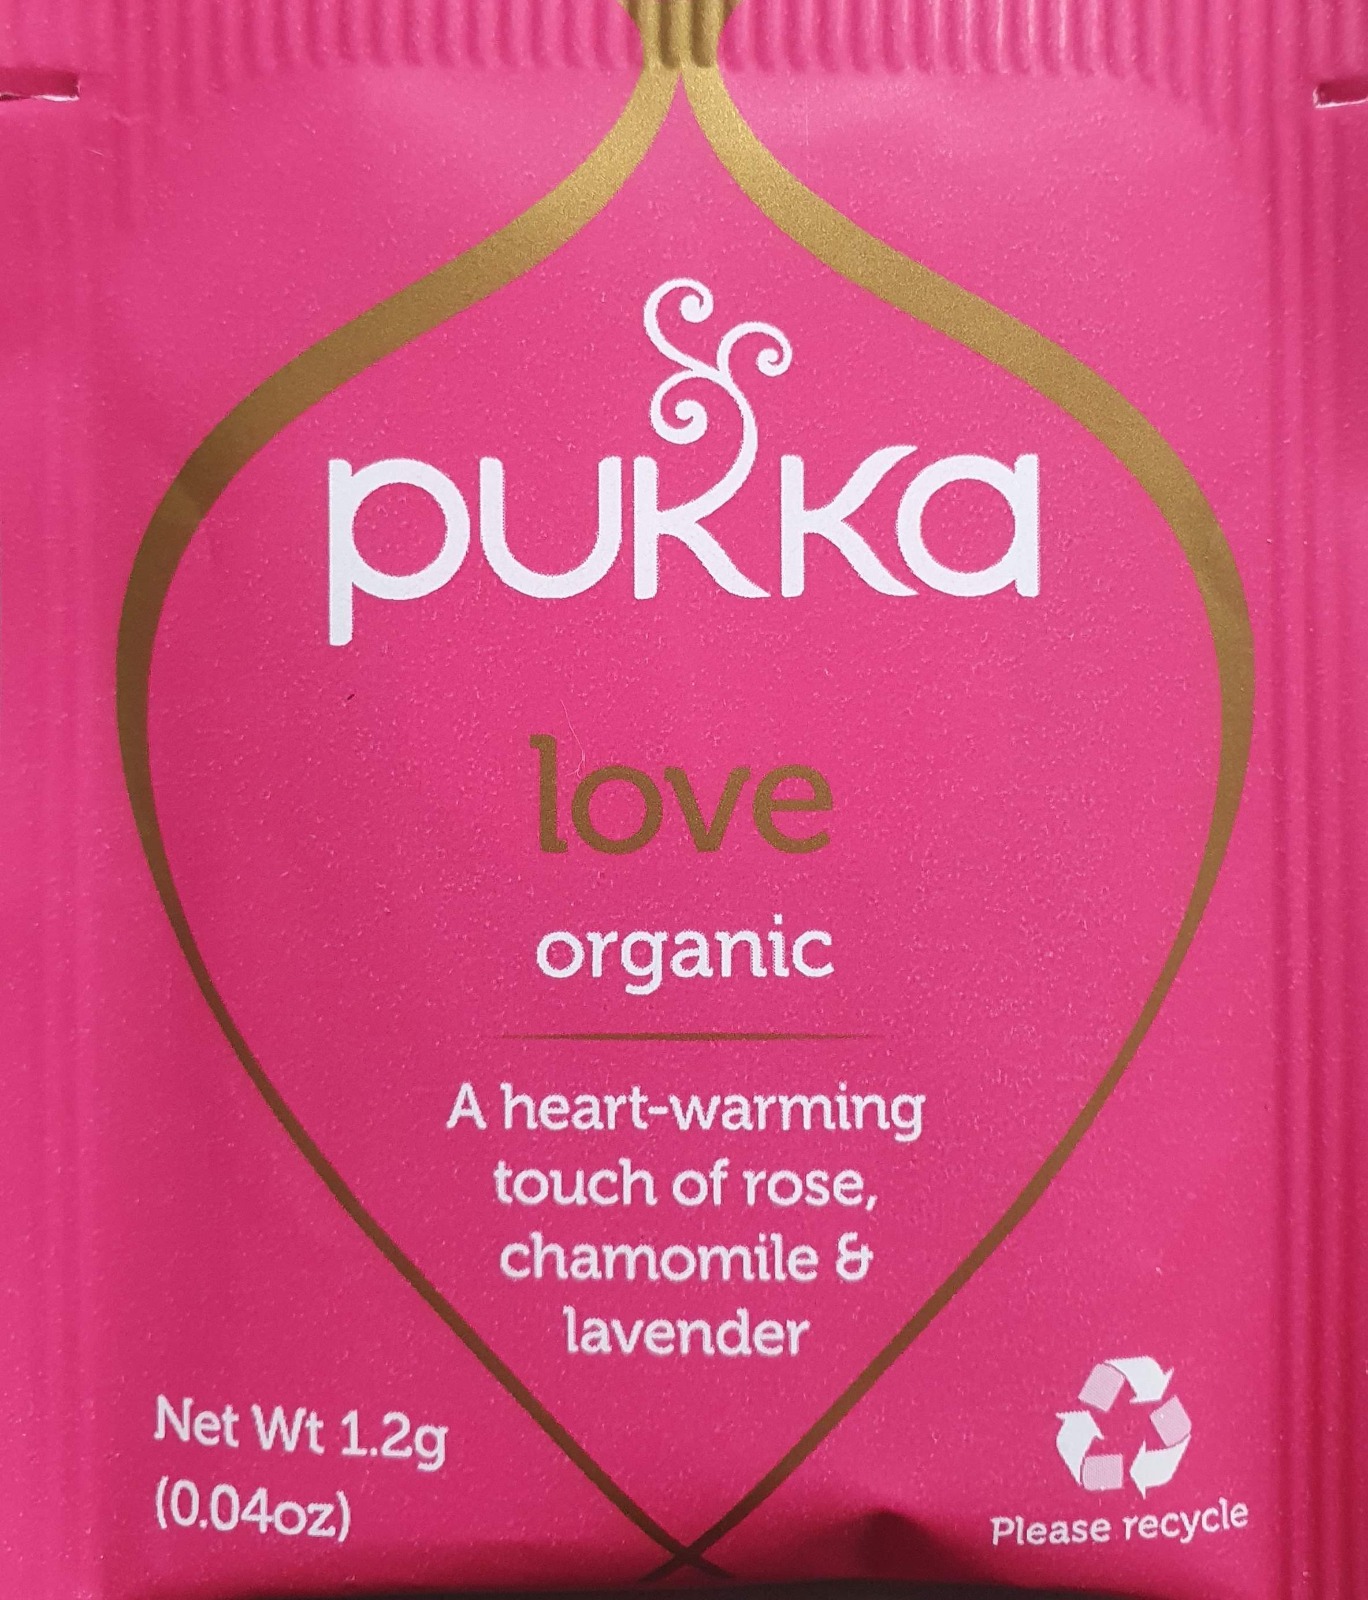 pukka
love
organic
A heart-warming
touch of rose,
chamomile &
lavender
Net Wt 1.2g
(0.04oz)
Please recycle